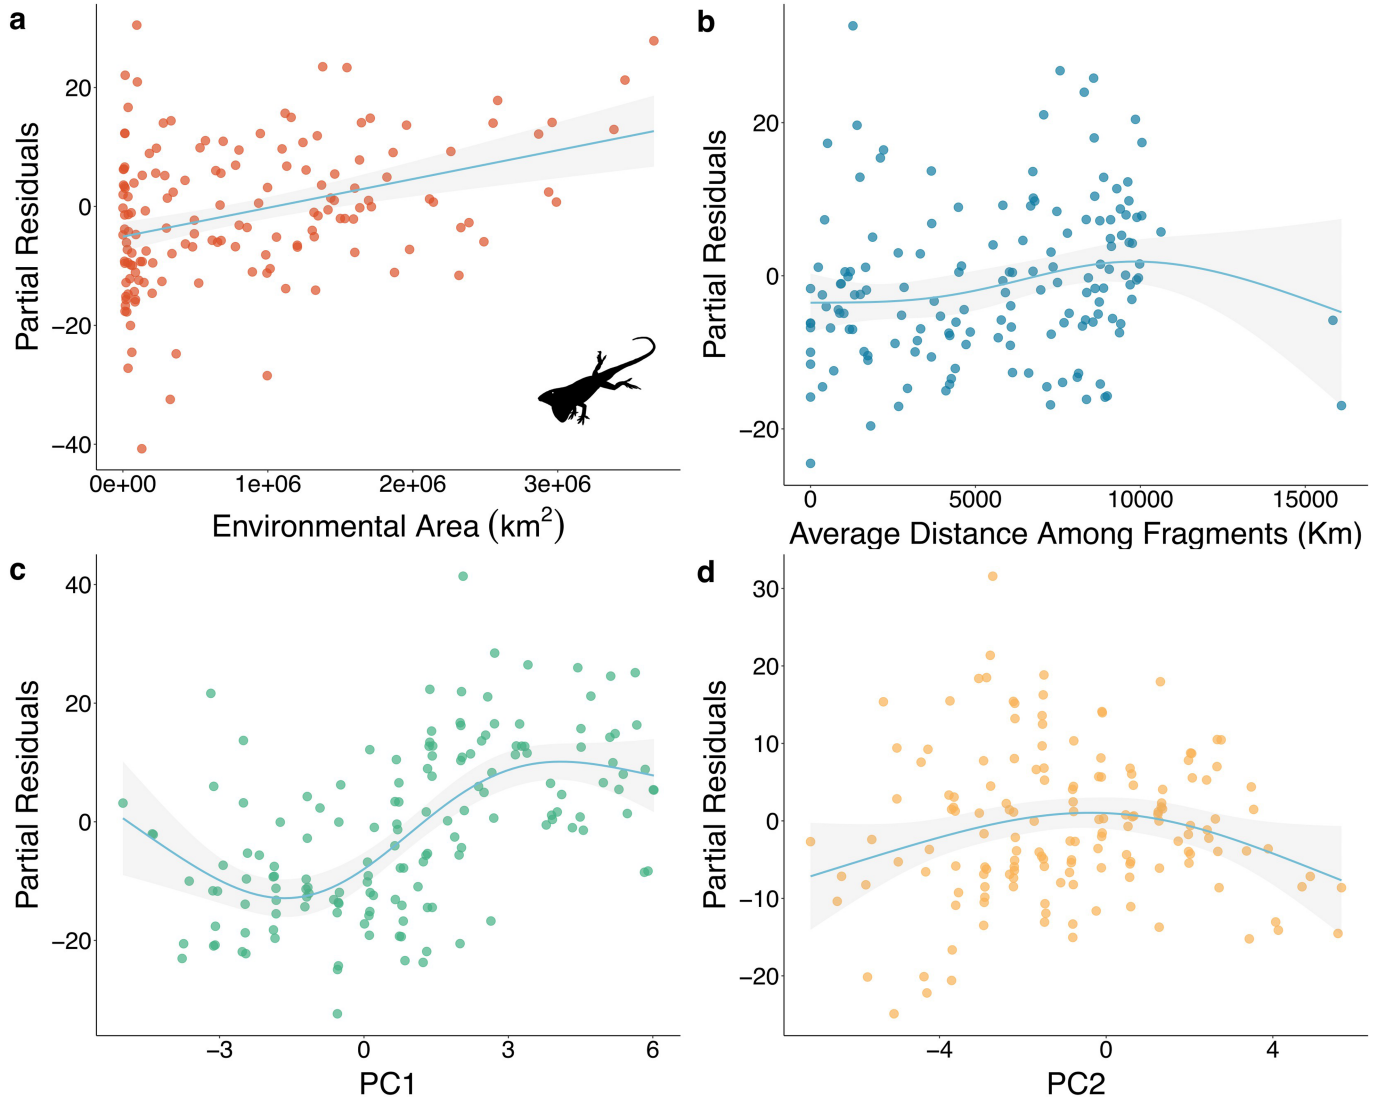 a
Partial Residuals
20
0
−20
−40
0e+00 1e+06 2e+06 3e+06
Environmental Area (km²)
b
Partial Residuals
20
0
−20
0 5000 10000 15000
Average Distance Among Fragments (Km)
c
Partial Residuals
40
20
0
−20
−3 0 3 6
PC1
d
Partial Residuals
30
20
10
0
−10
−20
−4 0 4
PC2